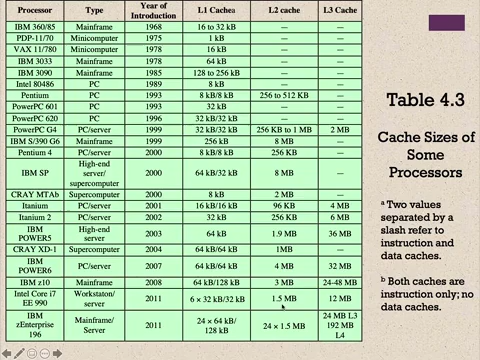 Processor Type Year of Introduction L1 Cachea L2 cache L3 Cache
IBM 360/85 Mainframe 1968 16 to 32 kB — —
PDP-11/70 Minicomputer 1975 1 kB — —
VAX 11/780 Minicomputer 1978 16 kB — —
IBM 3033 Mainframe 1978 64 kB — —
IBM 3090 Mainframe 1985 128 to 256 kB — —
Intel 80486 PC 1989 8 kB — —
Pentium PC 1993 8 kB/8 kB 256 to 512 KB —
PowerPC 601 PC 1993 32 kB — —
PowerPC 620 PC 1996 32 kB/32 kB — —
PowerPC G4 PC/server 1999 32 kB/32 kB 256 KB to 1 MB 2 MB
IBM S/390 G6 Mainframe 1999 256 kB 8 MB —
Pentium 4 PC/server 2000 8 kB/8 kB 256 KB —
IBM SP High-end server/ supercomputer 2000 64 kB/32 kB 8 MB —
CRAY MTAb Supercomputer 2000 8 kB 2 MB —
Itanium PC/server 2001 16 kB/16 kB 96 KB 4 MB
Itanium 2 PC/server 2002 32 kB 256 KB 6 MB
IBM POWER5 High-end server 2003 64 kB 1.9 MB 36 MB
CRAY XD-1 Supercomputer 2004 64 kB/64 kB 1MB —
IBM POWER6 PC/server 2007 64 kB/64 kB 4 MB 32 MB
IBM z10 Mainframe 2008 64 kB/128 kB 3 MB 24-48 MB
Intel Core i7 EE 990 Workstaton/ server 2011 6 × 32 kB/32 kB 1.5 MB 12 MB
IBM zEnterprise 196 Mainframe/ Server 2011 24 × 64 kB/ 128 kB 24 × 1.5 MB 24 MB L3 192 MB L4
Table 4.3
Cache Sizes of
Some
Processors
a Two values
separated by a
slash refer to
instruction and
data caches.
b Both caches are
instruction only; no
data caches.